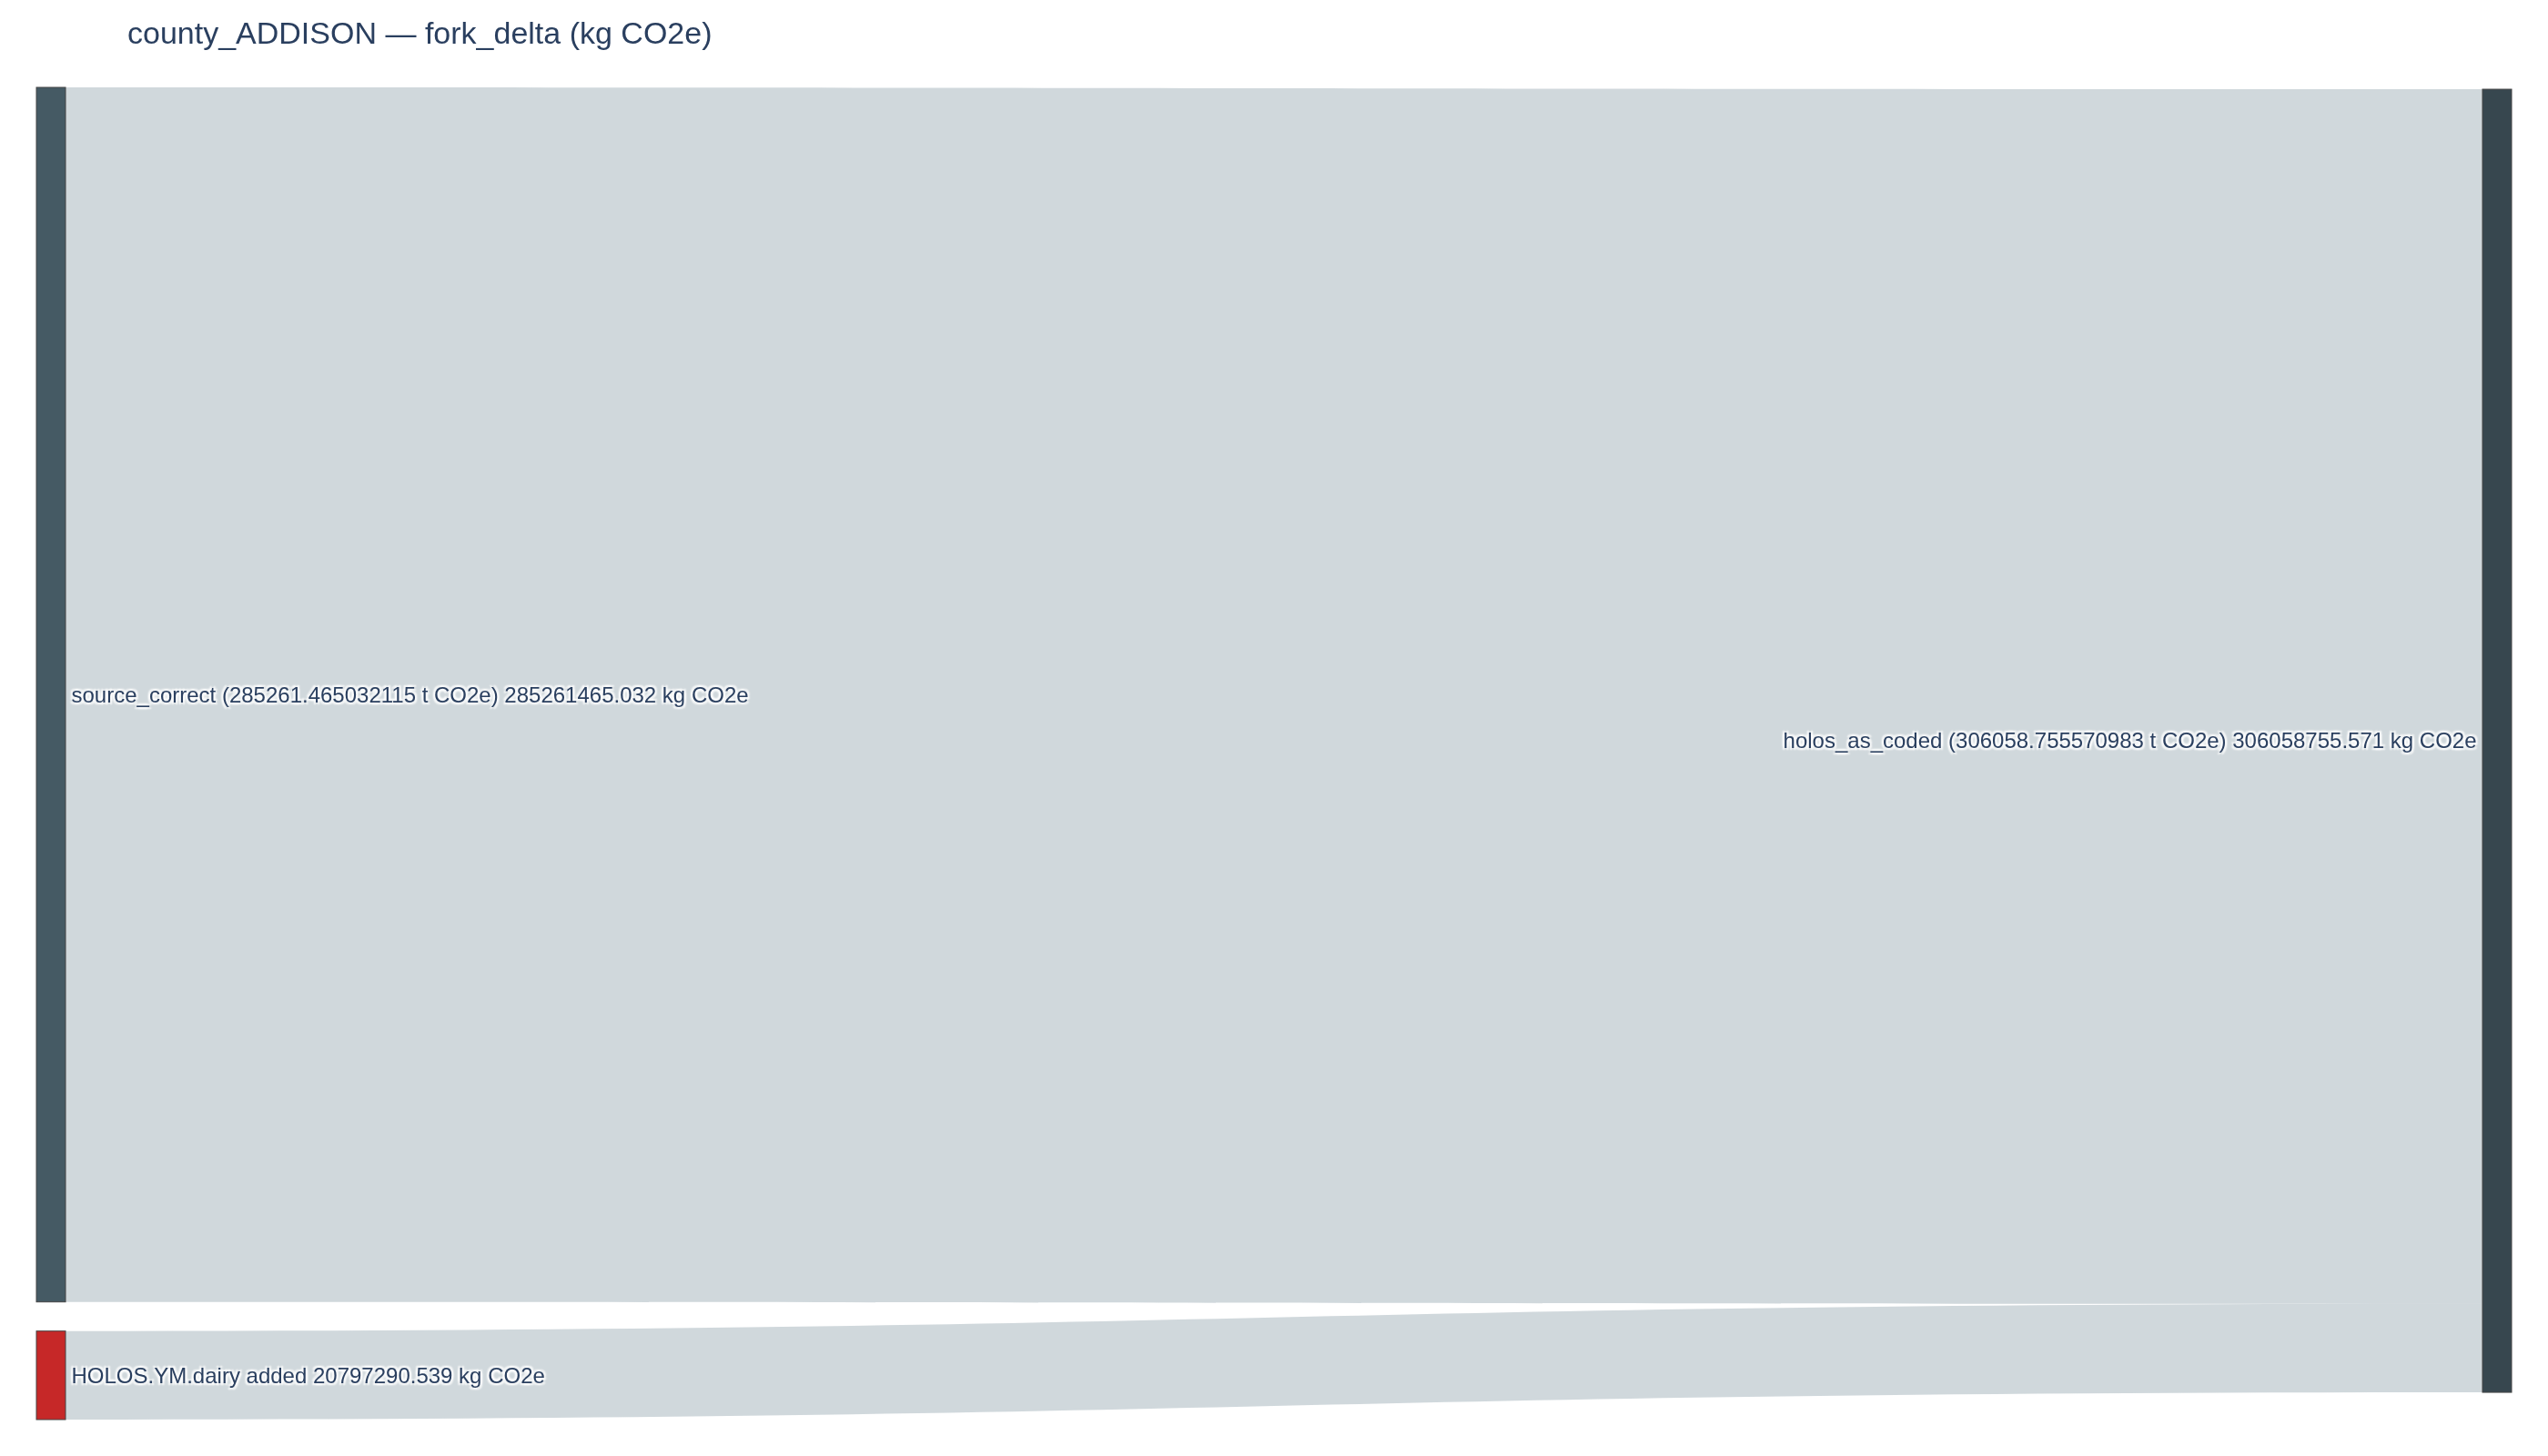 county_ADDISON — fork_delta (kg CO2e)
source_correct (285261.465032115 t CO2e) 285261465.032 kg CO2e
holos_as_coded (306058.755570983 t CO2e) 306058755.571 kg CO2e
HOLOS.YM.dairy added 20797290.539 kg CO2e